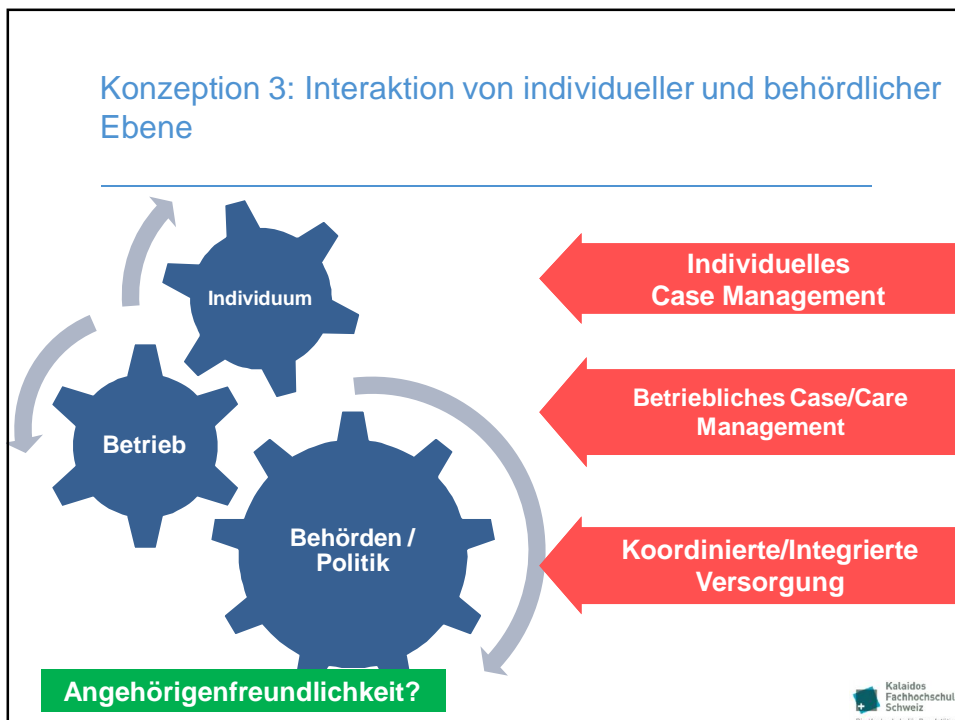 Konzeption 3: Interaktion von individueller und behördlicher
Ebene
Individuum
Betrieb
Behörden /
Politik
Individuelles
Case Management
Betriebliches Case/Care
Management
Koordinierte/Integrierte
Versorgung
Angehörigenfreundlichkeit?
Kalaidos
Fachhochschul
Schweiz